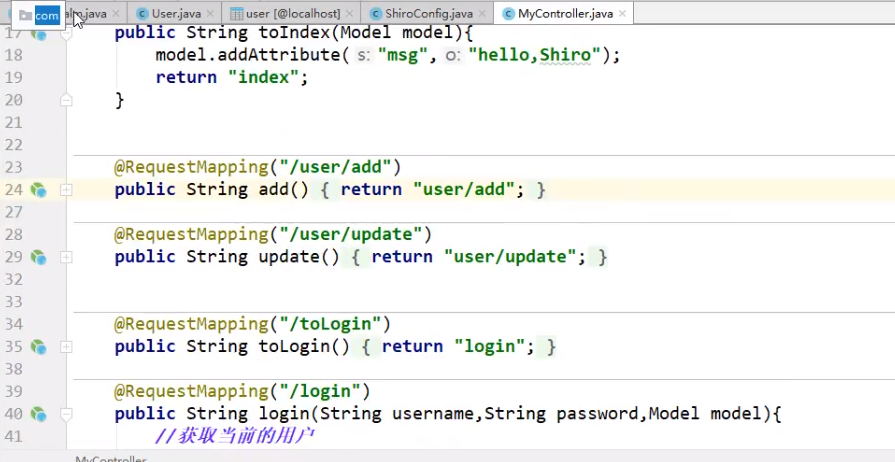 com lm.java User.java user [@localhost] ShiroConfig.java MyController.java
17 public String toIndex(Model model){
18 model.addAttribute( s: "msg", o: "hello,Shiro");
19 return "index";
20 }
21
22
23 @RequestMapping("/user/add")
24 public String add() { return "user/add"; }
27
28 @RequestMapping("/user/update")
29 public String update() { return "user/update"; }
32
33
34 @RequestMapping("/toLogin")
35 public String toLogin() { return "login"; }
38
39 @RequestMapping("/login")
40 public String login(String username,String password,Model model){
41 //获取当前的用户
MyController